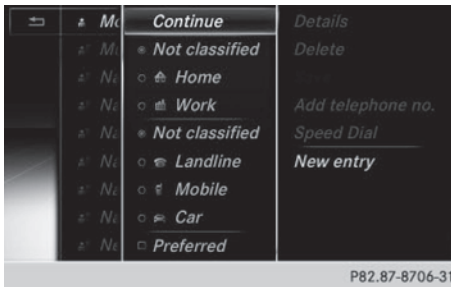 Continue
Not classified
Home
Work
Not classified
Landline
Mobile
Car
Preferred
Details
Delete
Add telephone no.
Speed Dial
New entry
P82.87-8706-31